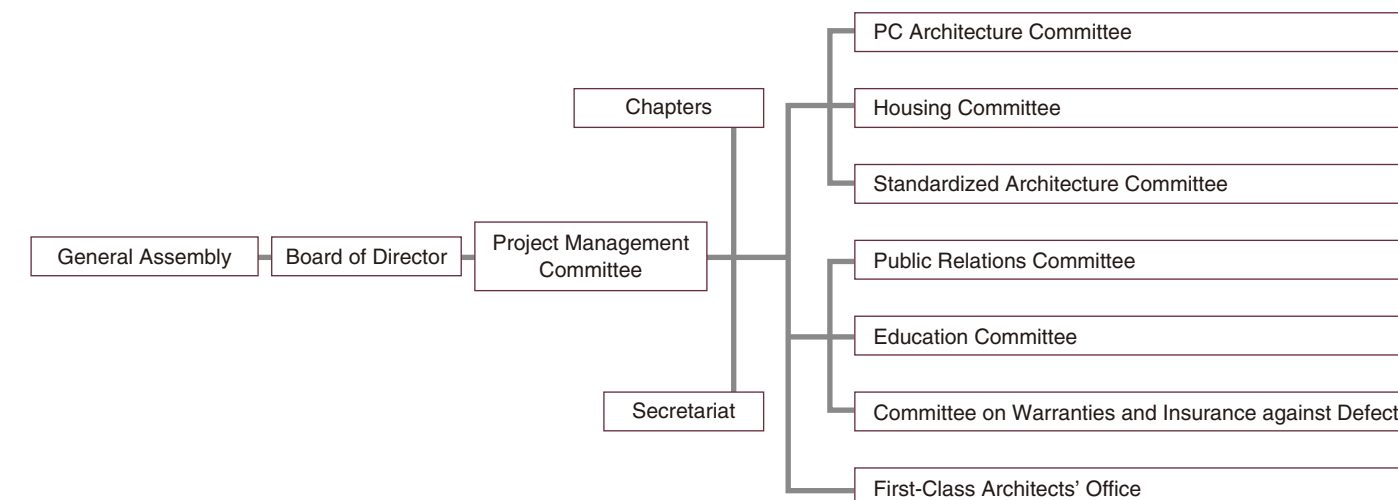 PC Architecture Committee
Chapters
Housing Committee
Standardized Architecture Committee
General Assembly
Board of Director
Project Management
Committee
Public Relations Committee
Education Committee
Secretariat
Committee on Warranties and Insurance against Defect
First-Class Architects’ Office